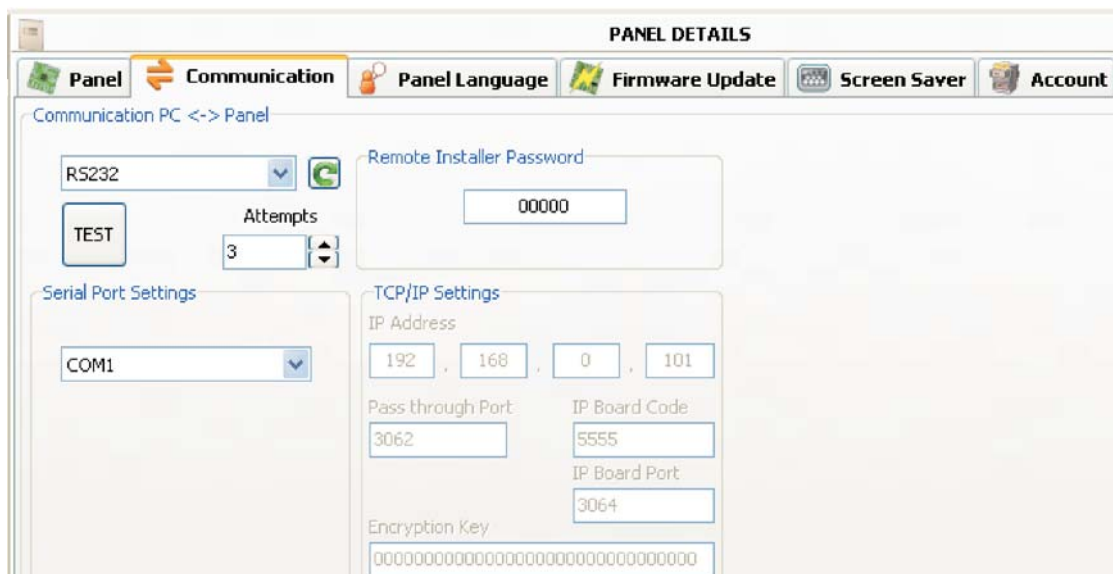 PANEL DETAILS
Panel Communication Panel Language Firmware Update Screen Saver Account
Communication PC <-> Panel
RS232
Remote Installer Password
00000
TEST
Attempts
3
Serial Port Settings
COM1
TCP/IP Settings
IP Address
192 . 168 . 0 . 101
Pass through Port IP Board Code
3062 5555
IP Board Port
3064
Encryption Key
00000000000000000000000000000000